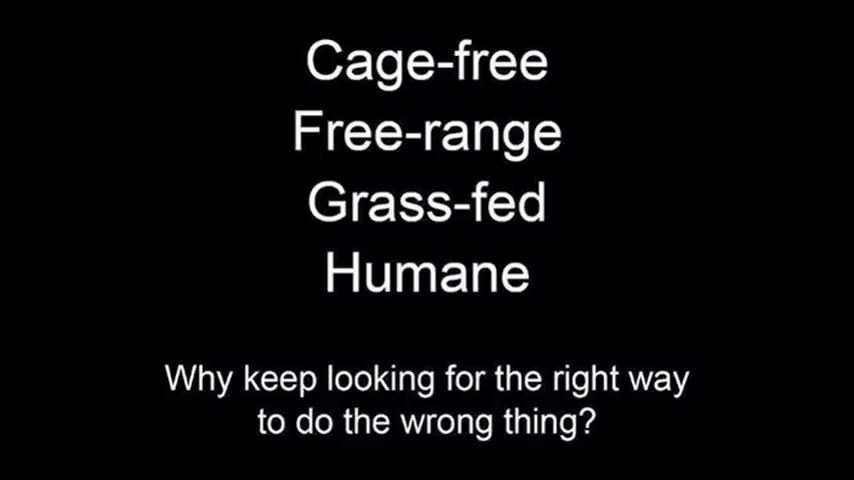 Cage-free
Free-range
Grass-fed
Humane
Why keep looking for the right way
to do the wrong thing?